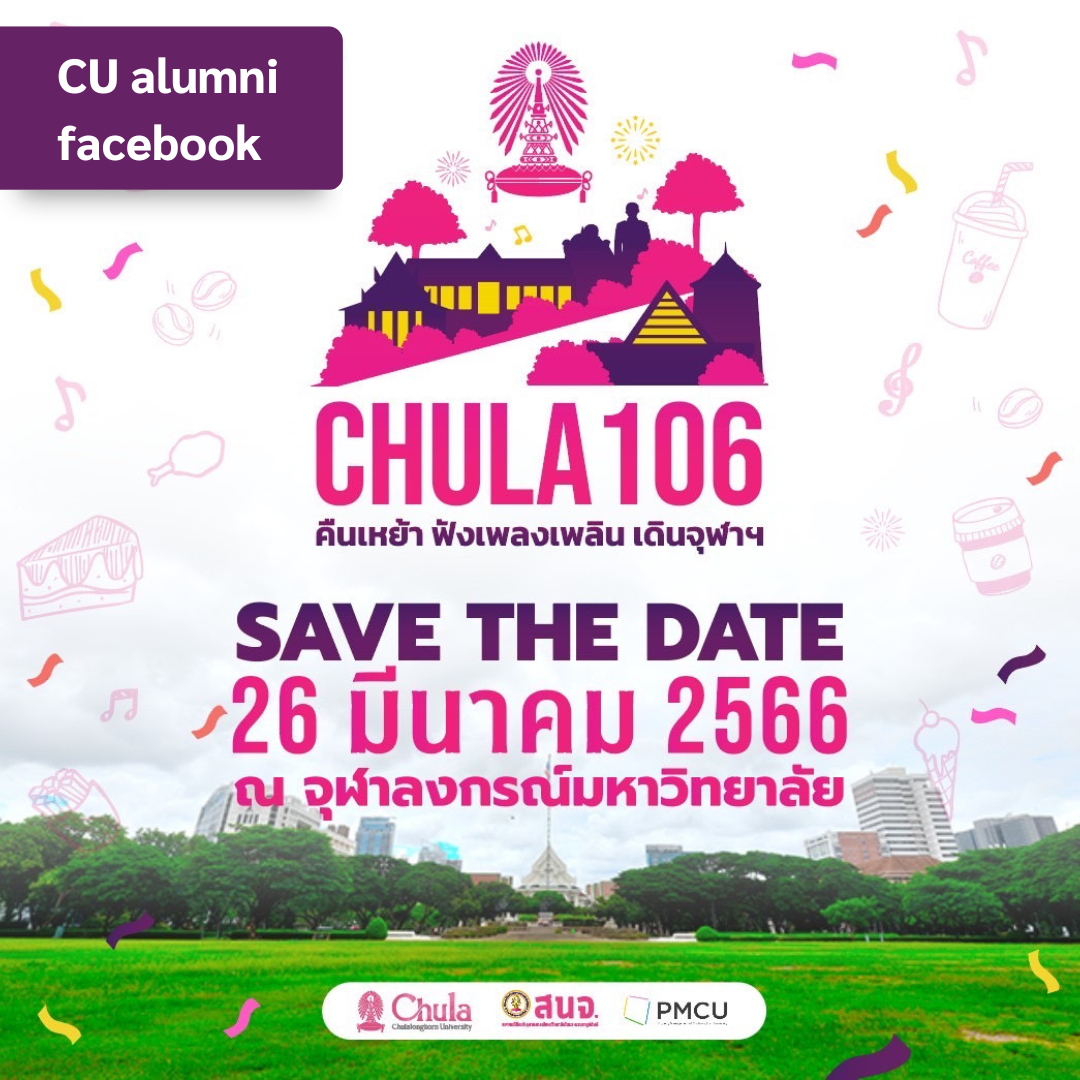 CU alumni
facebook
Coffee
CHULA 106
คืนเหย้า ฟังเพลงเพลิน เดินจุฬาฯ
SAVE THE DATE
26 มีนาคม 2566
ณ จุฬาลงกรณ์มหาวิทยาลัย
Chula
Chulalongkorn University
สนจ.
PMCU